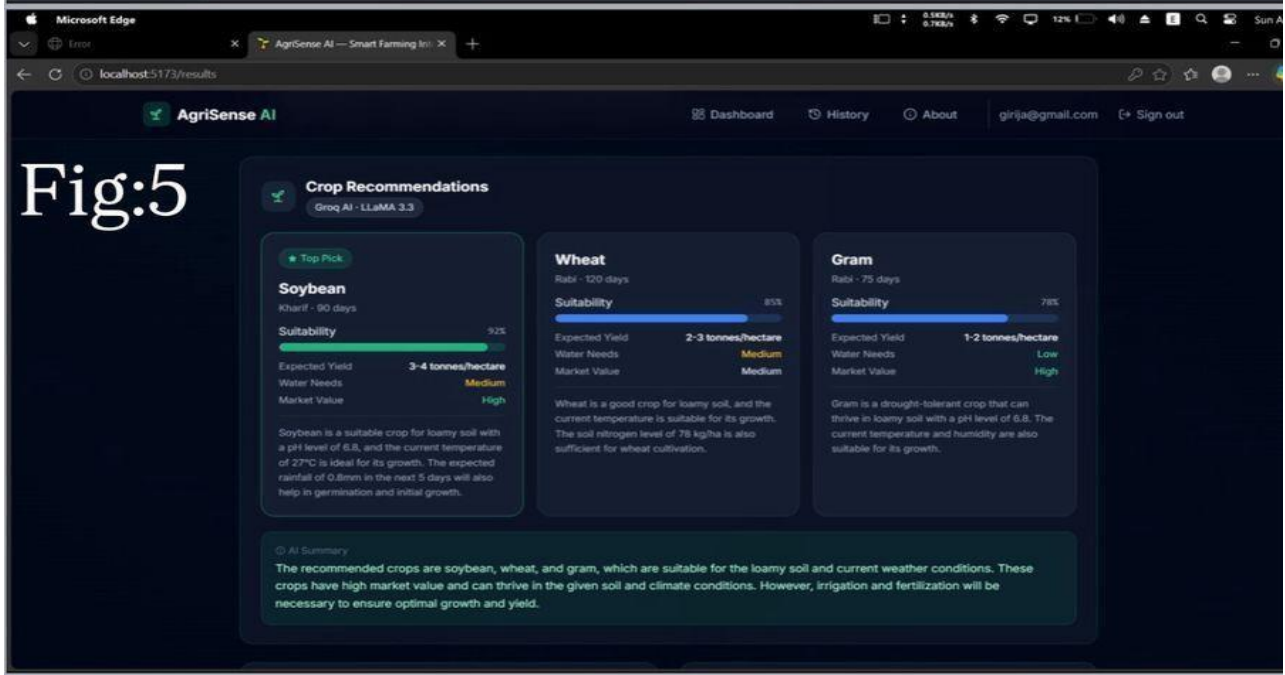 Microsoft Edge
0.5KB/s
0.7KB/s
12%
E
Sun A
Error
AgriSense AI — Smart Farming Int
localhost:5173/results
AgriSense AI
Dashboard
History
About
girija@gmail.com
Sign out
Fig:5
Crop Recommendations
Groq AI · LLaMA 3.3
★ Top Pick
Soybean
Kharif · 90 days
Suitability
92%
Expected Yield 3-4 tonnes/hectare
Water Needs Medium
Market Value High
Soybean is a suitable crop for loamy soil with
a pH level of 6.8, and the current temperature
of 27°C is ideal for its growth. The expected
rainfall of 0.8mm in the next 5 days will also
help in germination and initial growth.
Wheat
Rabi · 120 days
Suitability
85%
Expected Yield 2-3 tonnes/hectare
Water Needs Medium
Market Value Medium
Wheat is a good crop for loamy soil, and the
current temperature is suitable for its growth.
The soil nitrogen level of 78 kg/ha is also
sufficient for wheat cultivation.
Gram
Rabi · 75 days
Suitability
78%
Expected Yield 1-2 tonnes/hectare
Water Needs Low
Market Value High
Gram is a drought-tolerant crop that can
thrive in loamy soil with a pH level of 6.8. The
current temperature and humidity are also
suitable for its growth.
AI Summary
The recommended crops are soybean, wheat, and gram, which are suitable for the loamy soil and current weather conditions. These
crops have high market value and can thrive in the given soil and climate conditions. However, irrigation and fertilization will be
necessary to ensure optimal growth and yield.